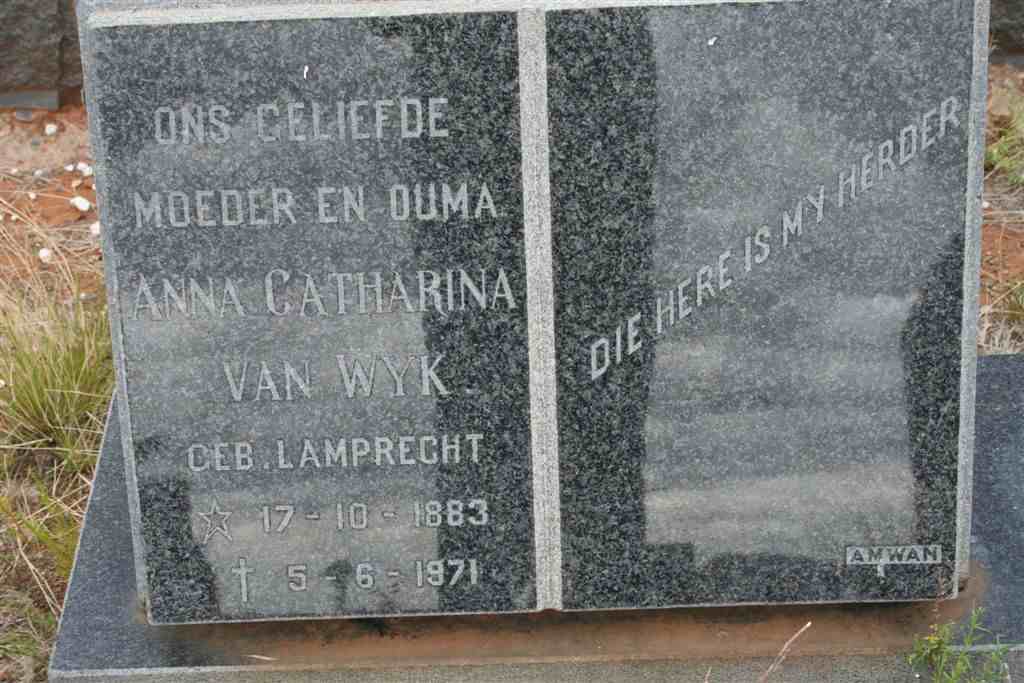 ONS GELIEFDE
MOEDER EN OUMA
ANNA CATHARINA
VAN WYK
GEB. LAMPRECHT
☆ 17-10-1883
† 5-6-1971
DIE HERE IS MY HERDER
AMWAN